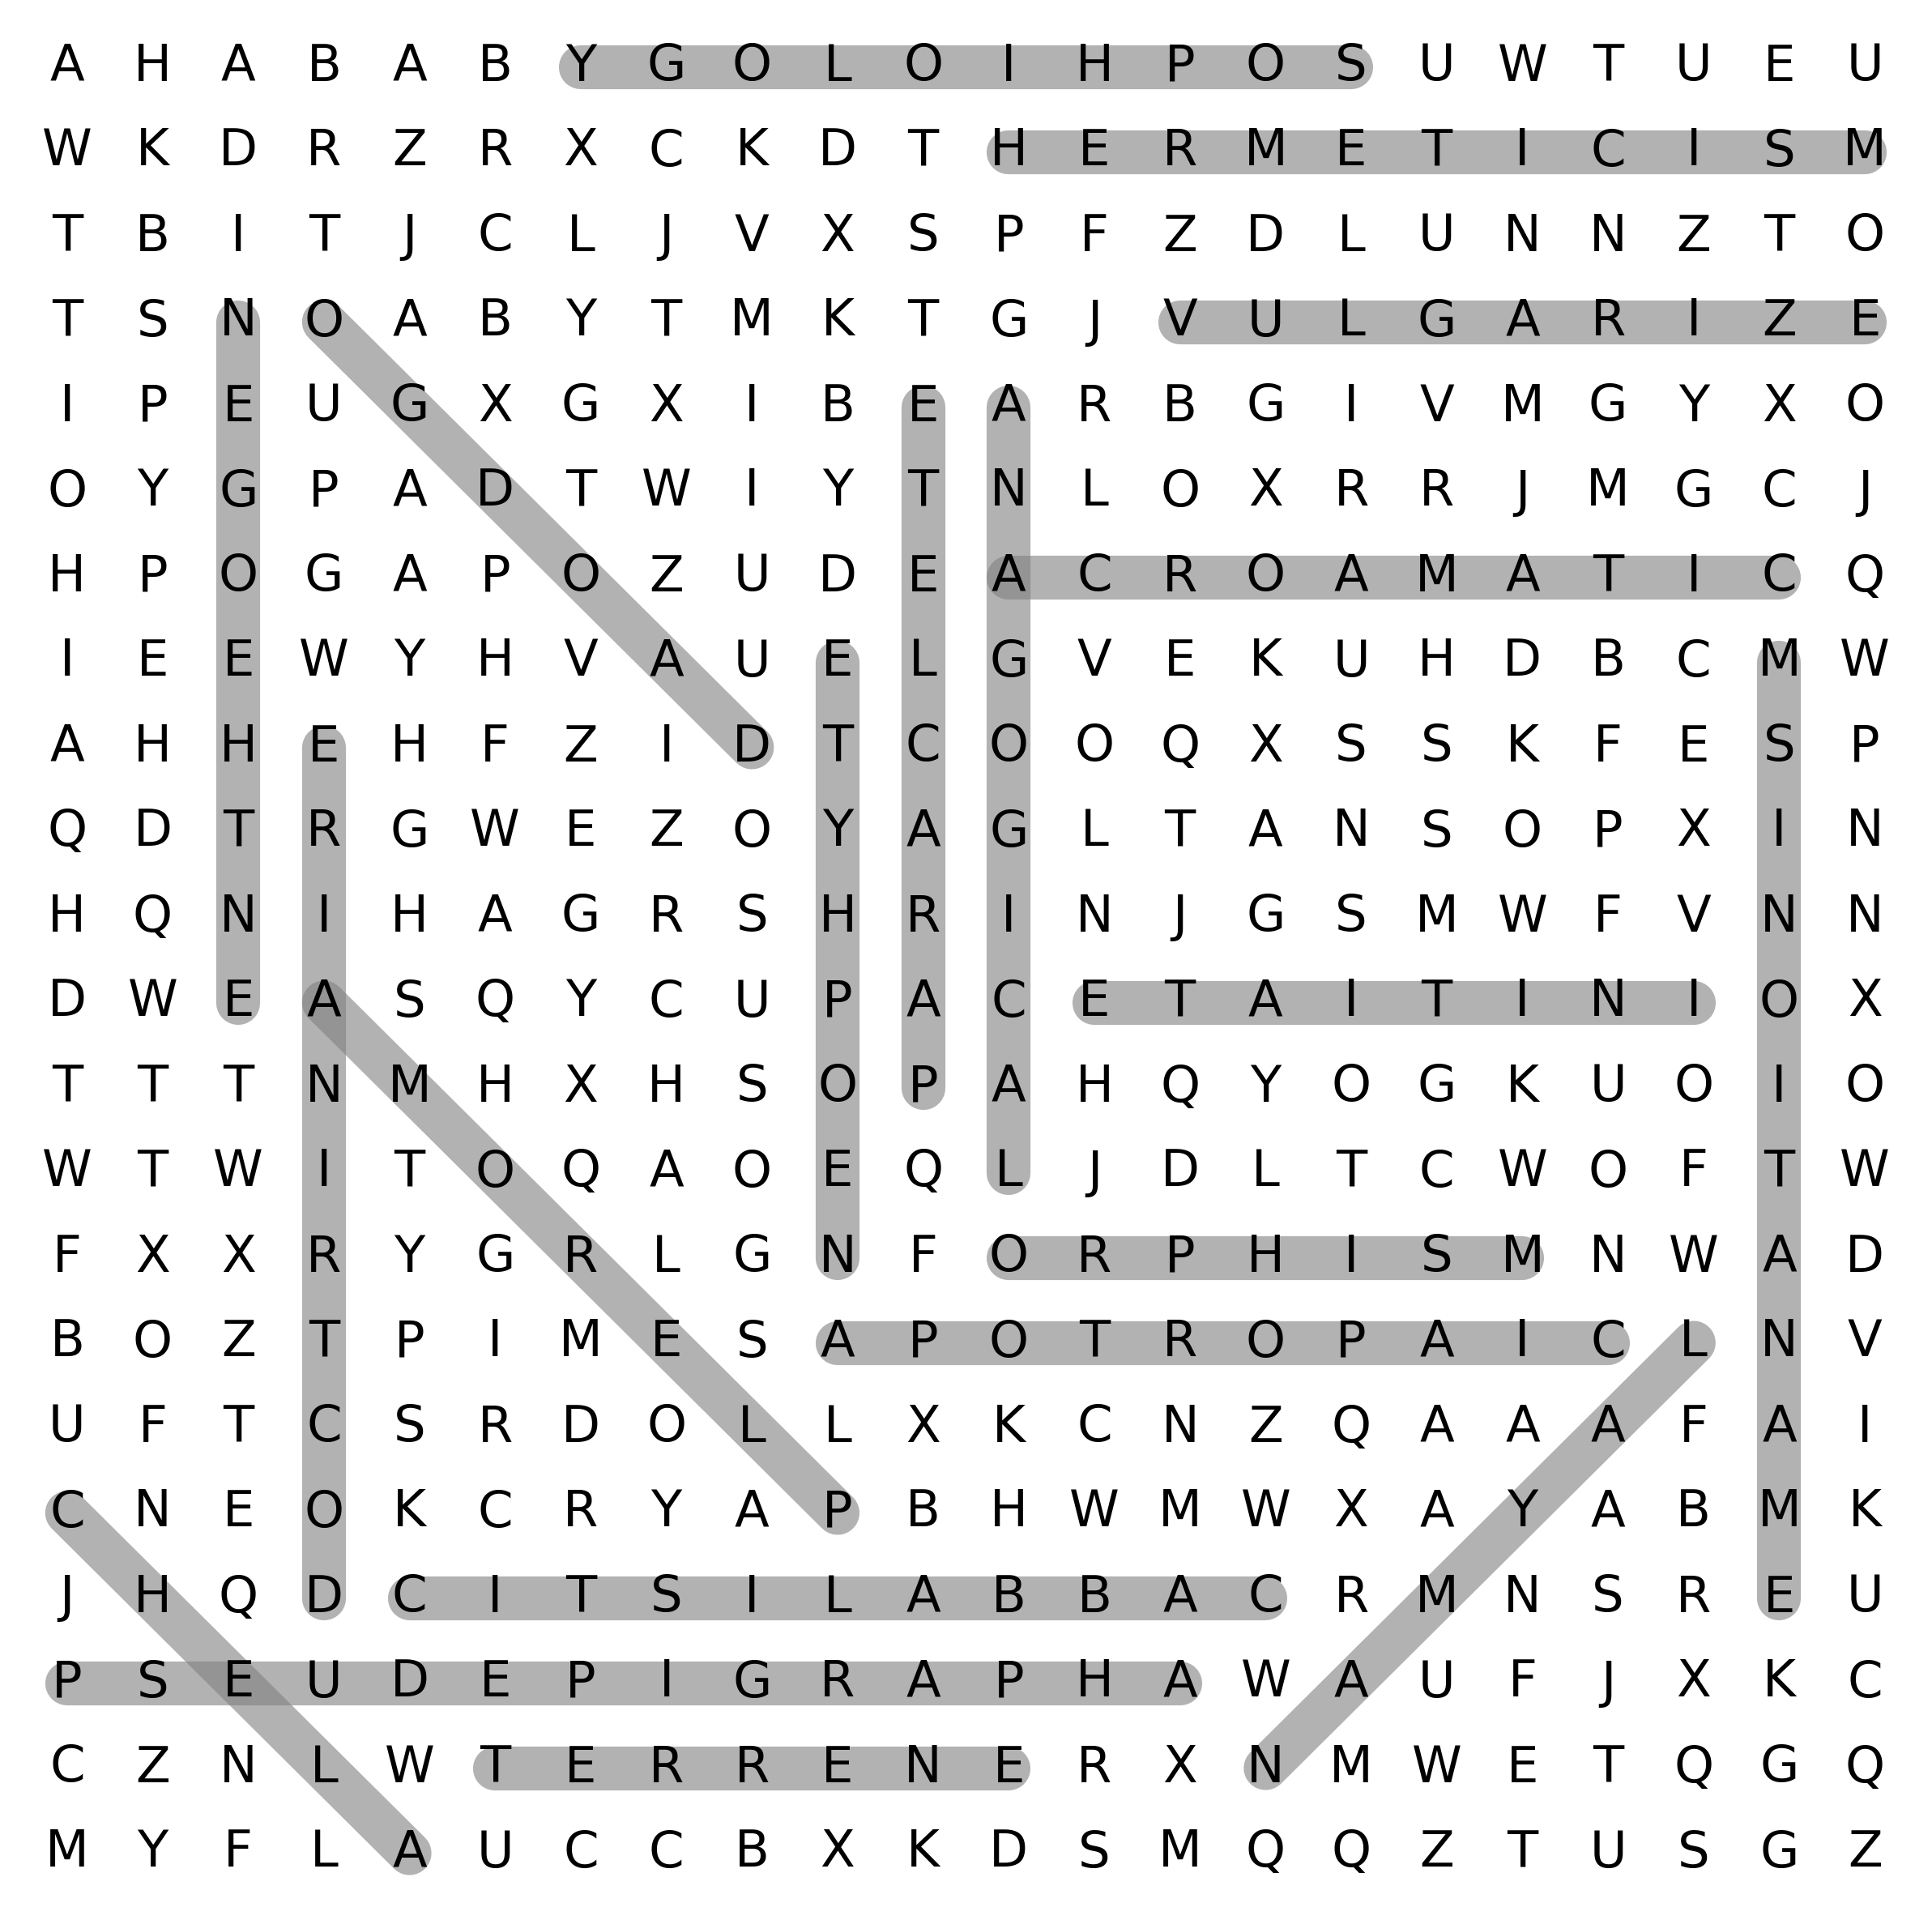 A H A B A B Y G O L O I H P O S U W T U E U
W K D R Z R X C K D T H E R M E T I C I S M
T B I T J C L J V X S P F Z D L U N N Z T O
T S N O A B Y T M K T G J V U L G A R I Z E
I P E U G X G X I B E A R B G I V M G Y X O
O Y G P A D T W I Y T N L O X R R J M G C J
H P O G A P O Z U D E A C R O A M A T I C Q
I E E W Y H V A U E L G V E K U H D B C M W
A H H E H F Z I D T C O O Q X S S K F E S P
Q D T R G W E Z O Y A G L T A N S O P X I N
H Q N I H A G R S H R I N J G S M W F V N N
D W E A S Q Y C U P A C E T A I T I N I O X
T T T N M H X H S O P A H Q Y O G K U O I O
W T W I T O Q A O E Q L J D L T C W O F T W
F X X R Y G R L G N F O R P H I S M N W A D
B O Z T P I M E S A P O T R O P A I C L N V
U F T C S R D O L L X K C N Z Q A A A F A I
C N E O K C R Y A P B H W M W X A Y A B M K
J H Q D C I T S I L A B B A C R M N S R E U
P S E U D E P I G R A P H A W A U F J X K C
C Z N L W T E R R E N E R X N M W E T Q G Q
M Y F L A U C C B X K D S M Q Q Z T U S G Z